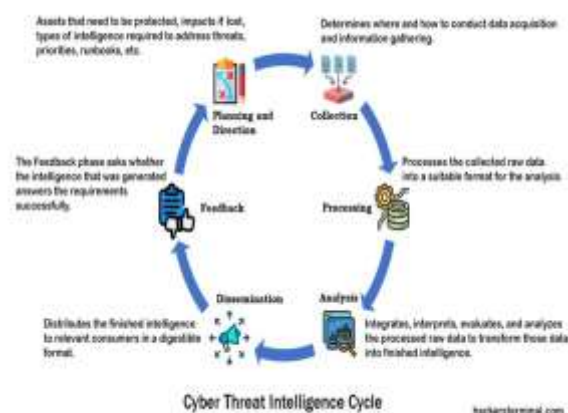 Assets that need to be protected, impacts if lost,
types of intelligence required to address threats,
priorities, runbooks, etc.
Determines where and how to conduct data acquisition
and information gathering.
Planning and
Direction
Collection
The Feedback phase asks whether
the intelligence that was generated
answers the requirements
successfully.
Feedback
Processes the collected raw data
into a suitable format for the analysis.
Processing
Dissemination
Analysis
Distributes the finished intelligence
to relevant consumers in a digestible
format.
Integrates, interprets, evaluates, and analyzes
the processed raw data to transform those data
into finished intelligence.
Cyber Threat Intelligence Cycle
hackersterminal.com